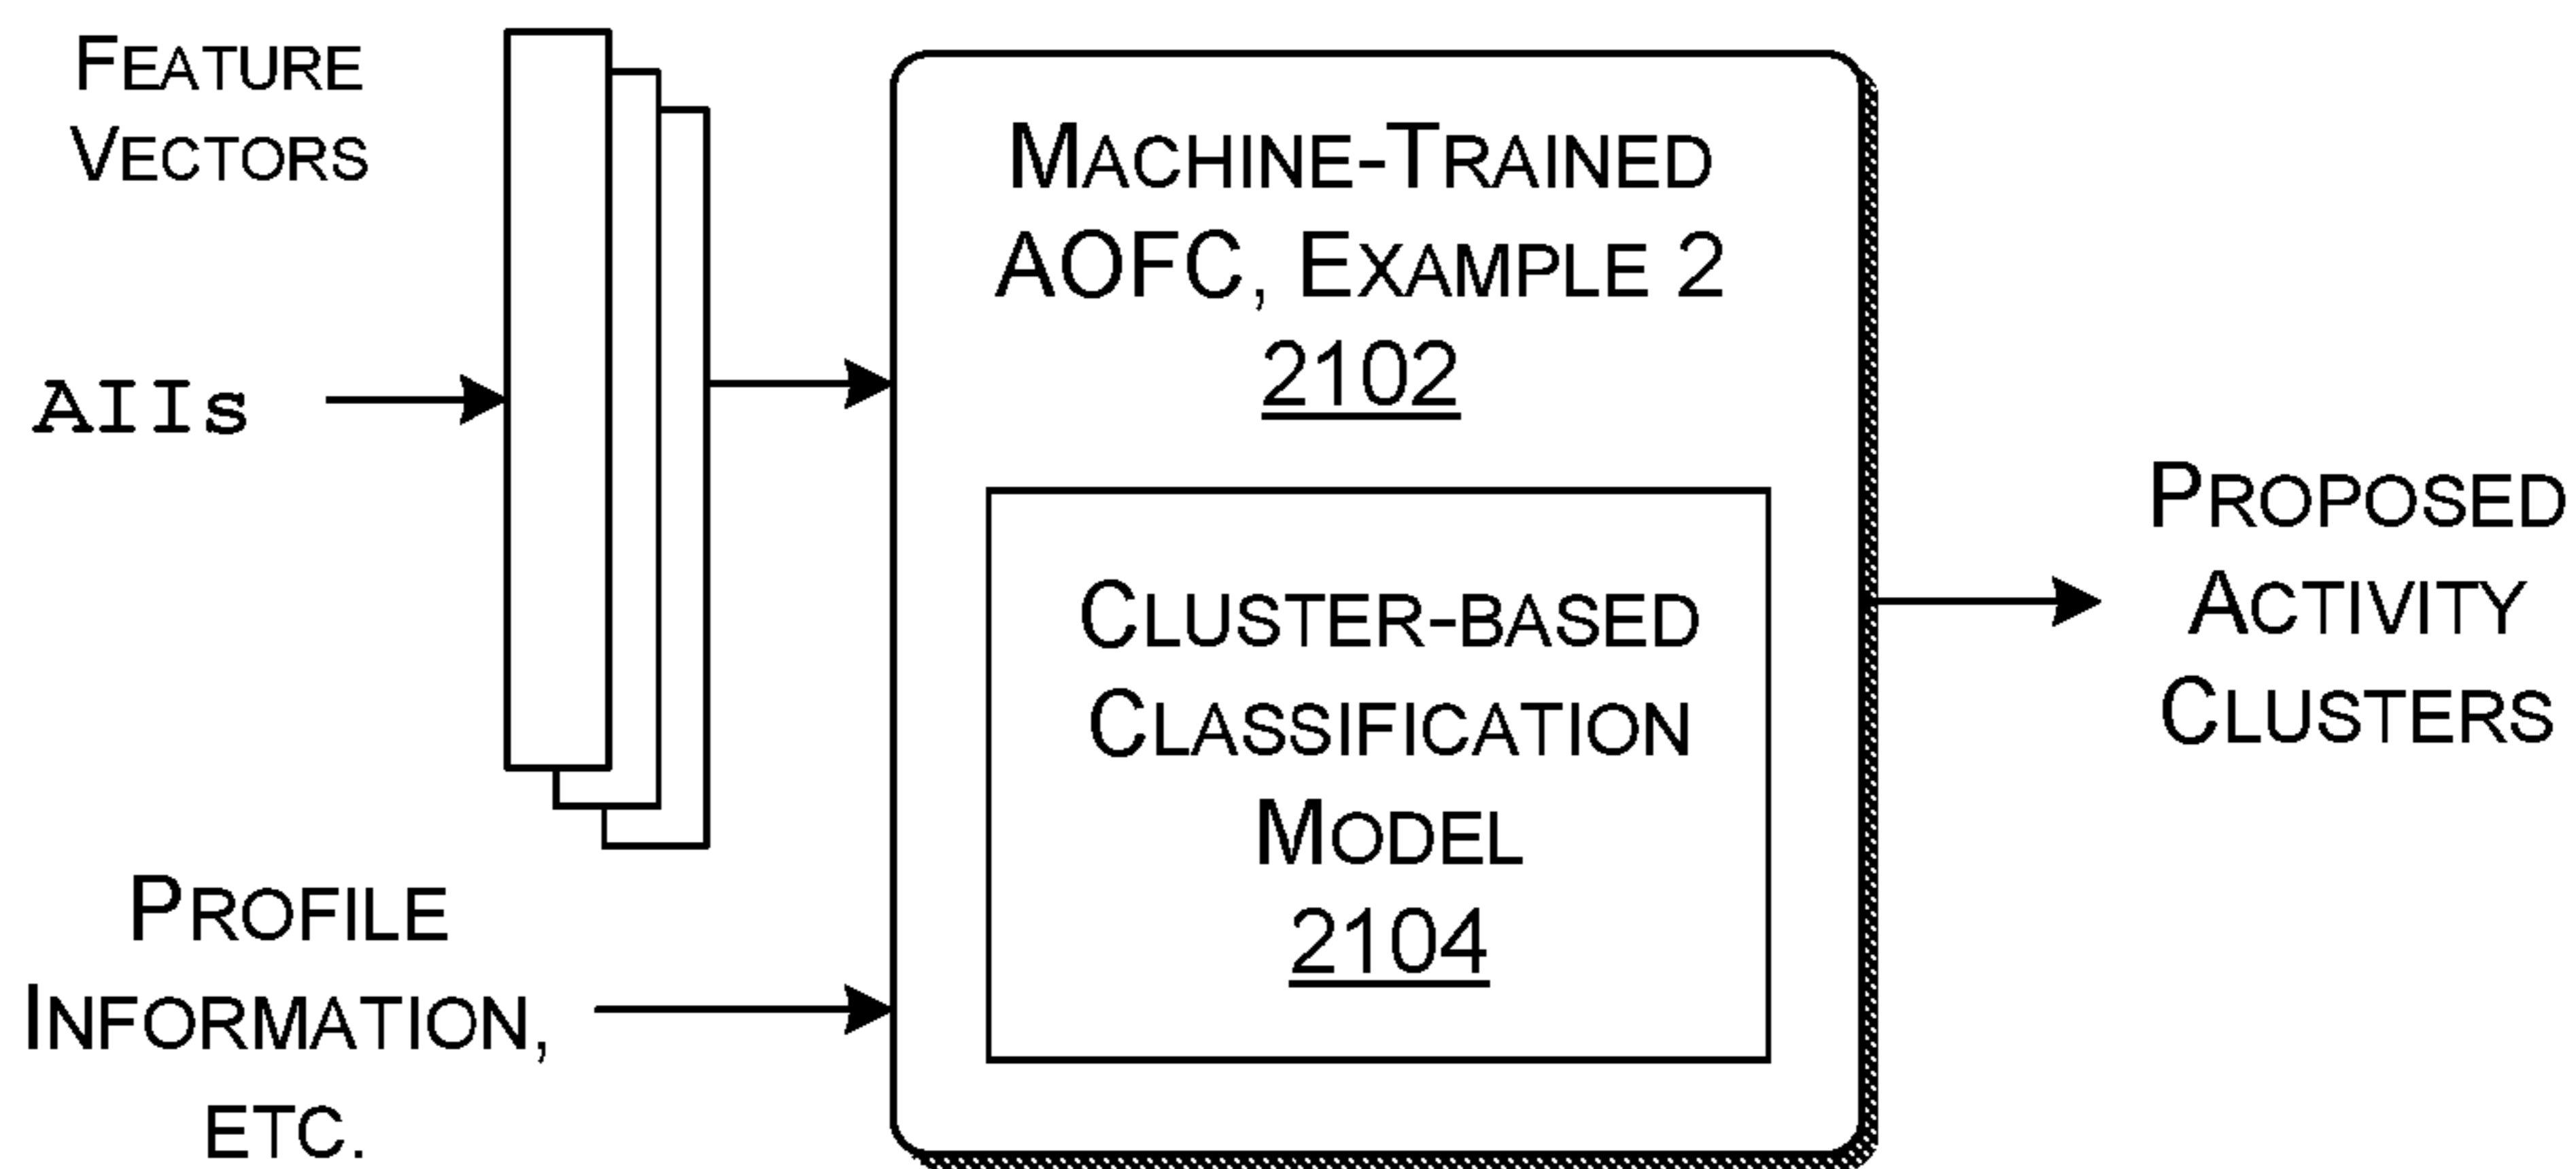 FEATURE
VECTORS
AIIs
PROFILE
INFORMATION,
ETC.
MACHINE-TRAINED
AOFC, EXAMPLE 2
2102
CLUSTER-BASED
CLASSIFICATION
MODEL
2104
PROPOSED
ACTIVITY
CLUSTERS